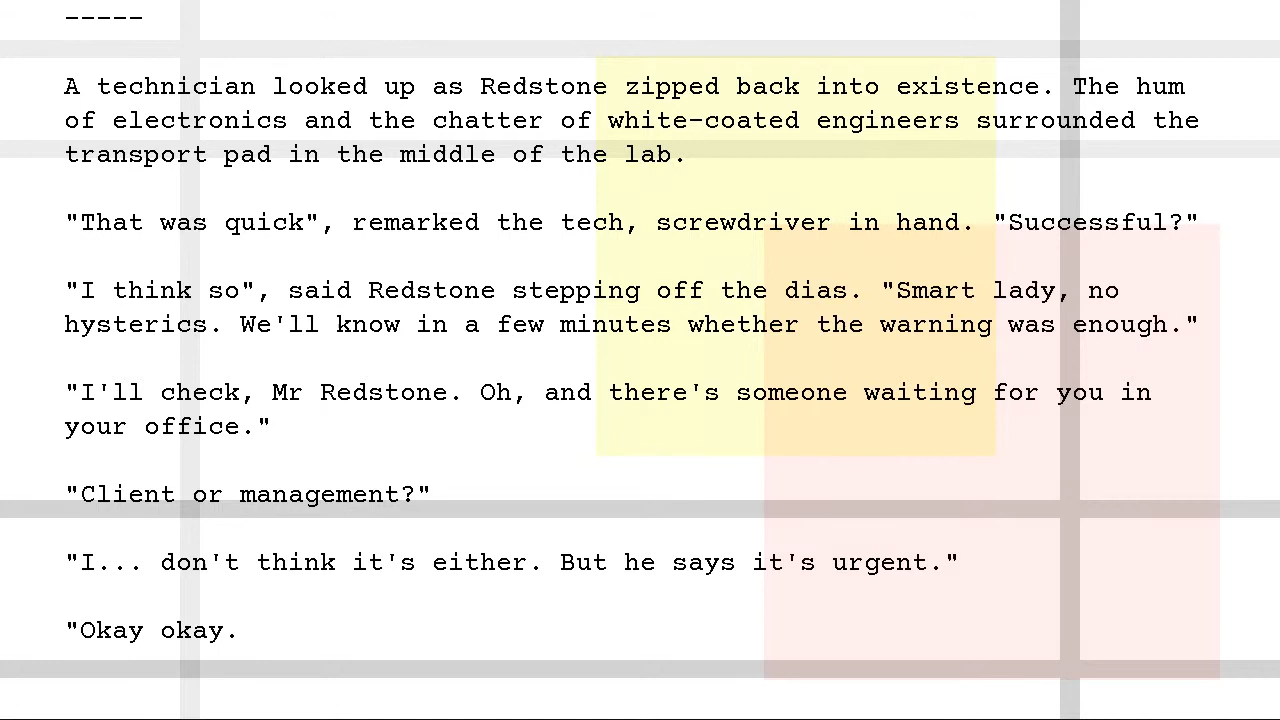 -----
A technician looked up as Redstone zipped back into existence. The hum
of electronics and the chatter of white-coated engineers surrounded the
transport pad in the middle of the lab.
"That was quick", remarked the tech, screwdriver in hand. "Successful?"
"I think so", said Redstone stepping off the dias. "Smart lady, no
hysterics. We'll know in a few minutes whether the warning was enough."
"I'll check, Mr Redstone. Oh, and there's someone waiting for you in
your office."
"Client or management?"
"I... don't think it's either. But he says it's urgent."
"Okay okay.